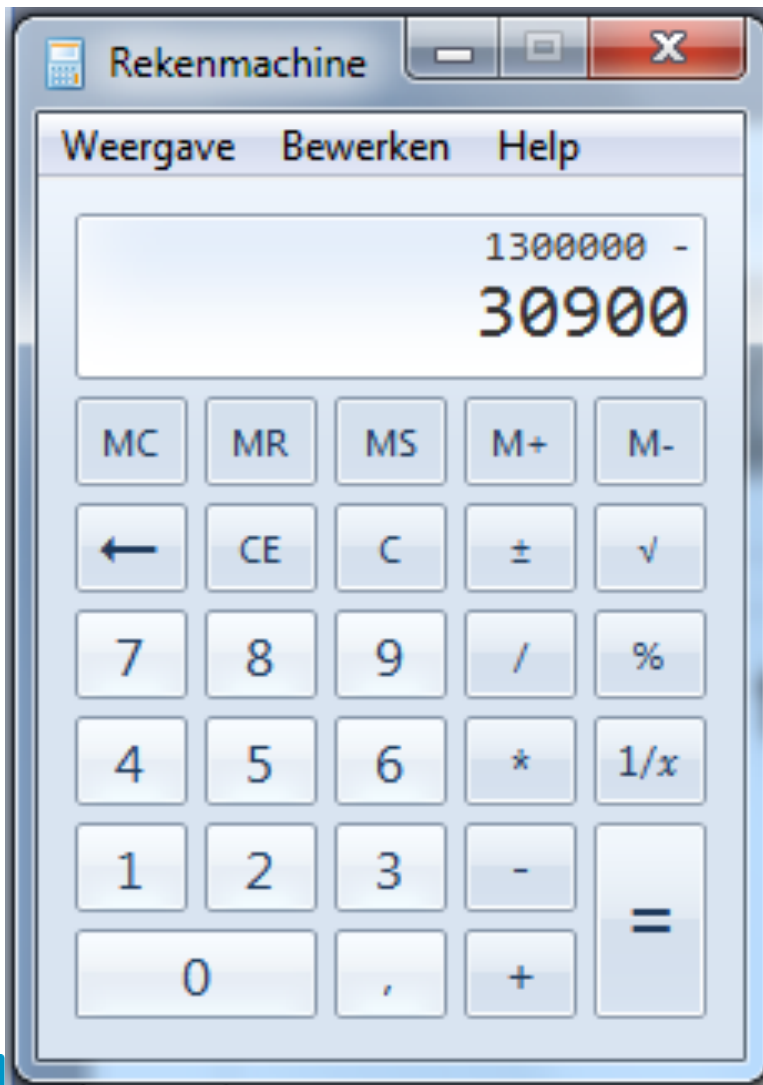 Rekenmachine
Weergave Bewerken Help
1300000 -
30900
MC MR MS M+ M-
← CE C ± √
7 8 9 / %
4 5 6 * 1/x
1 2 3 -
=
0 , +